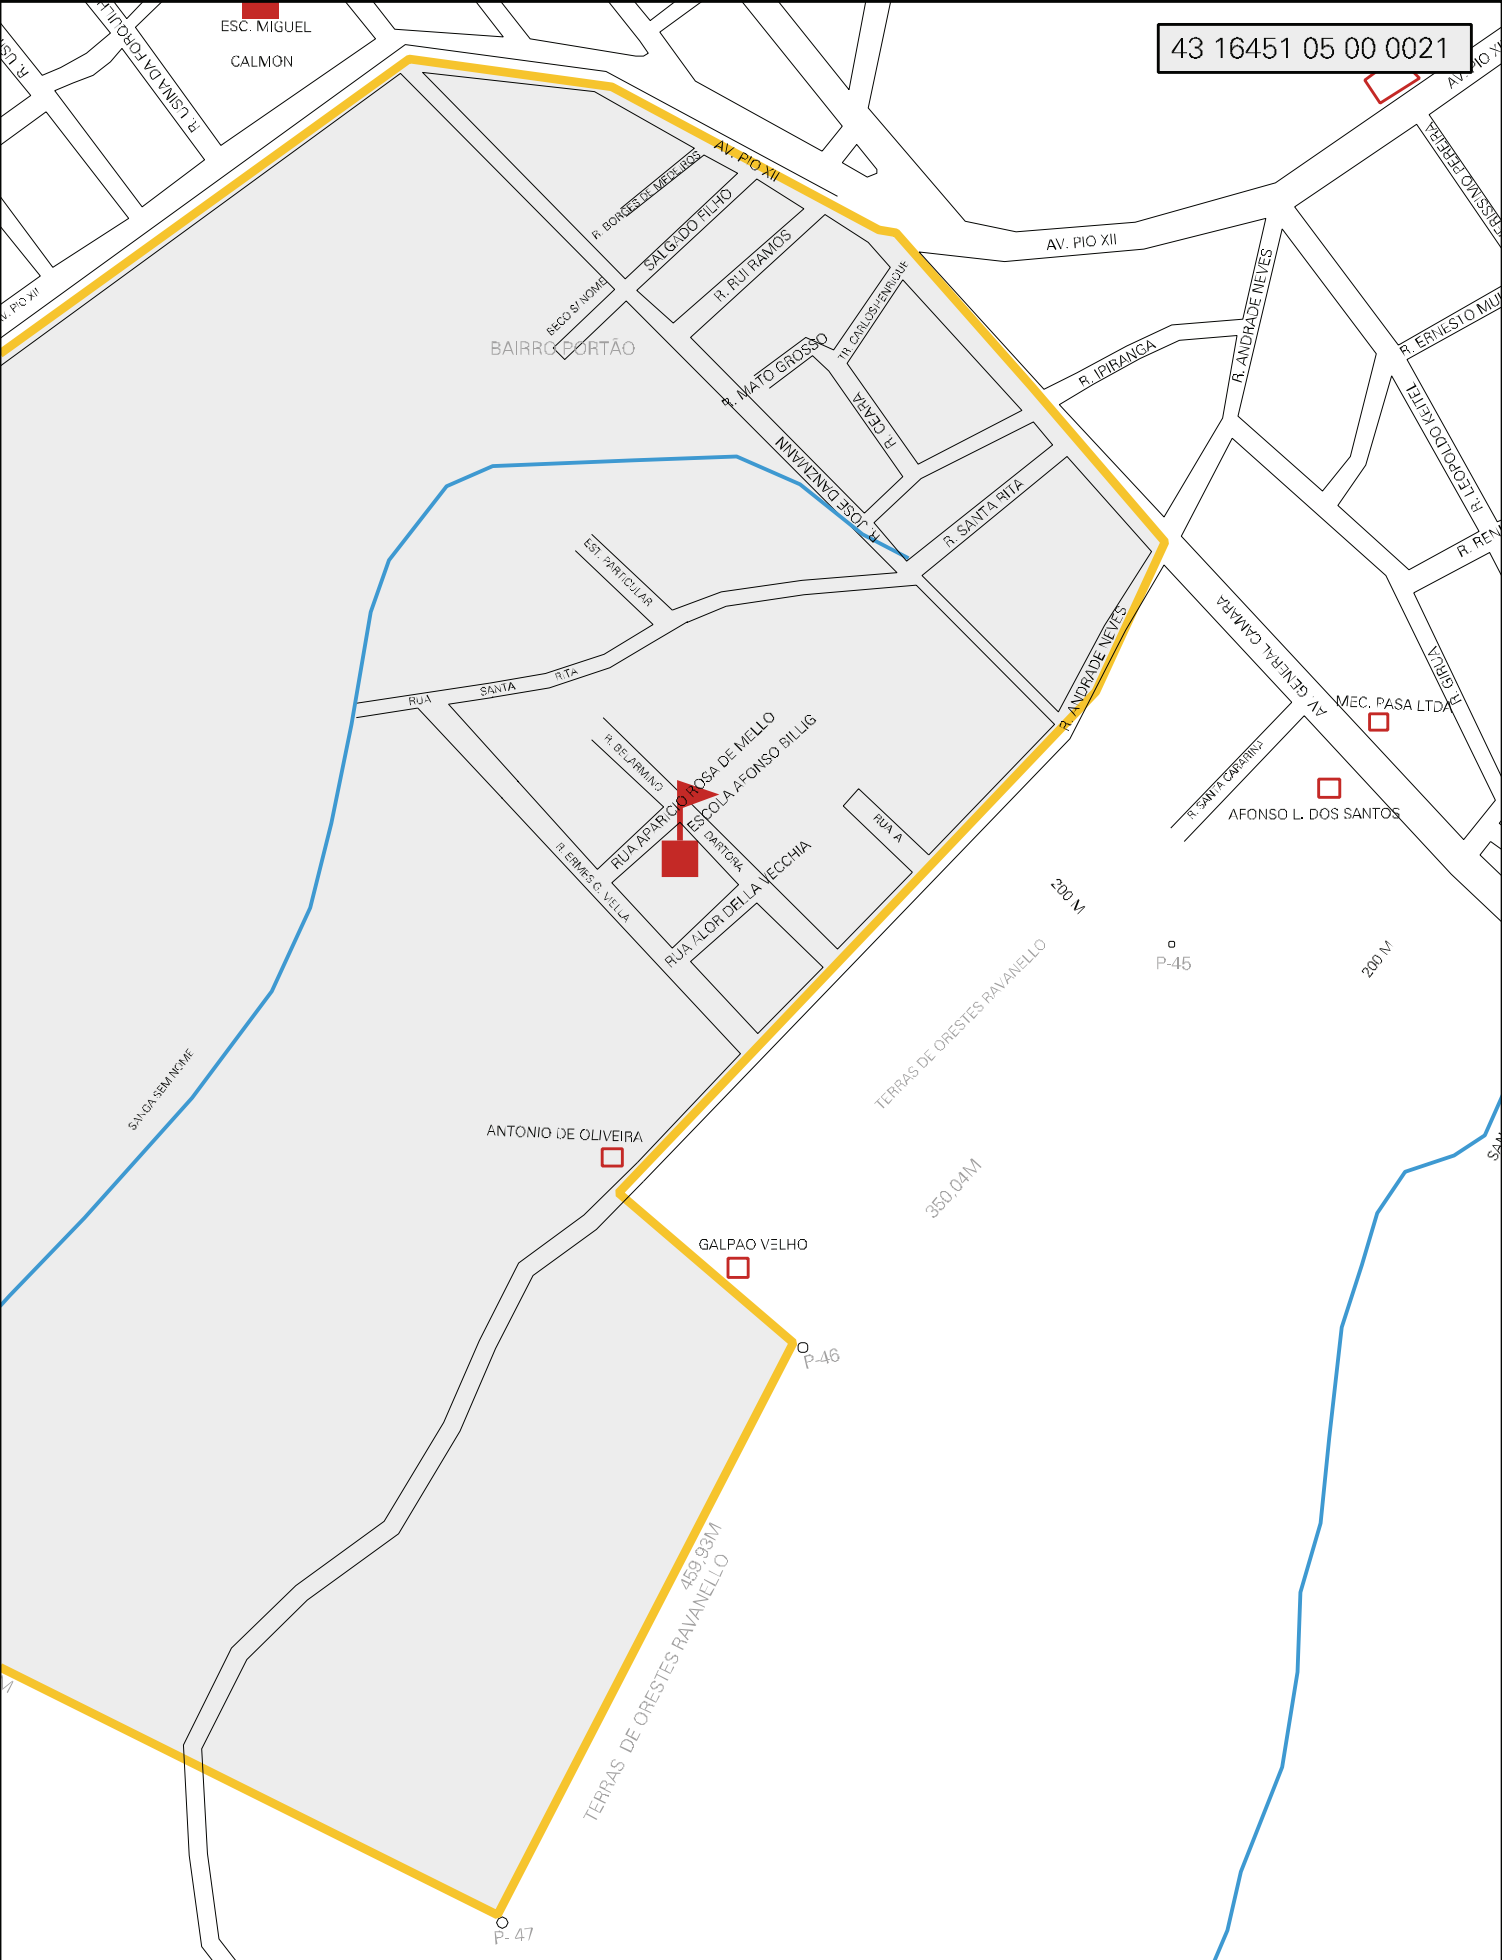 43 16451 05 00 0021
ESC. MIGUEL
CALMON
R. USINA DA FORQUILHA
R. USINA DA FORQUILHA
AV. PIO XII
AV. PIO XII
AV. PIO XII
R. BORGES DE MEDEIROS
SALGADO FILHO
R. RUI RAMOS
BECO S/ NOME
BAIRRO PORTÃO
TR. CARLOS HENRIQUE
R. MATO GROSSO
R. CEARA
R. JOSE DANZMANN
R. SANTA RITA
R. IPIRANGA
R. ANDRADE NEVES
R. ERNESTO MU
R. LEOPOLDO KEITEL
R. REN
EST. PARTICULAR
RUA SANTA RITA
R. ANDRADE NEVES
AV. GENERAL CAMARA
R. GIRUA
MEC. PASA LTDA
R. SANTA CARARINA
AFONSO L. DOS SANTOS
R. BELARMINO
E. DARTORA
RUA APARICIO ROSA DE MELLO
ESCOLA AFONSO BILLIG
RUA A
R. ERMES C. VIELLA
RUA ALOR DELLA VECCHIA
200 M
200 M
P-45
TERRAS DE ORESTES RAVANELLO
SANGA SEM NOME
ANTONIO DE OLIVEIRA
350,04M
GALPAO VELHO
P-46
459,93M
TERRAS DE ORESTES RAVANELLO
P- 47